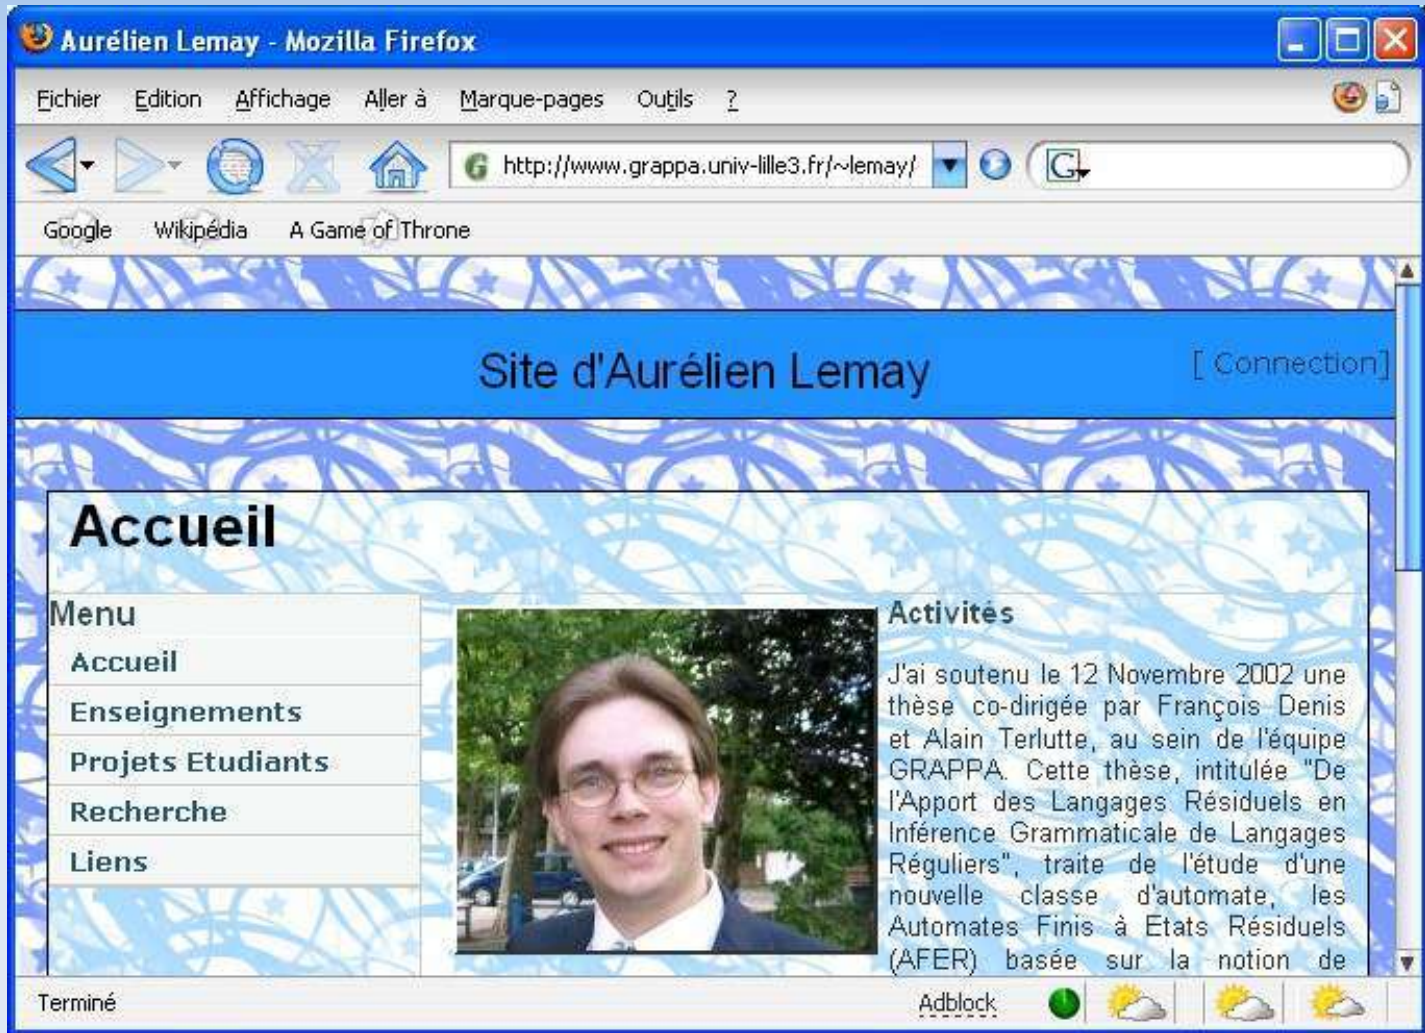 Aurélien Lemay - Mozilla Firefox
Fichier Edition Affichage Aller à Marque-pages Outils ?
G http://www.grappa.univ-lille3.fr/~lemay/ G
Google Wikipédia A Game of Throne
Site d'Aurélien Lemay
[ Connection]
Accueil
Menu
Accueil
Enseignements
Projets Etudiants
Recherche
Liens
Activités
J'ai soutenu le 12 Novembre 2002 une
thèse co-dirigée par François Denis
et Alain Terlutte, au sein de l'équipe
GRAPPA. Cette thèse, intitulée "De
l'Apport des Langages Résiduels en
Inférence Grammaticale de Langages
Réguliers", traite de l'étude d'une
nouvelle classe d'automate, les
Automates Finis à Etats Résiduels
(AFER) basée sur la notion de
Terminé
Adblock